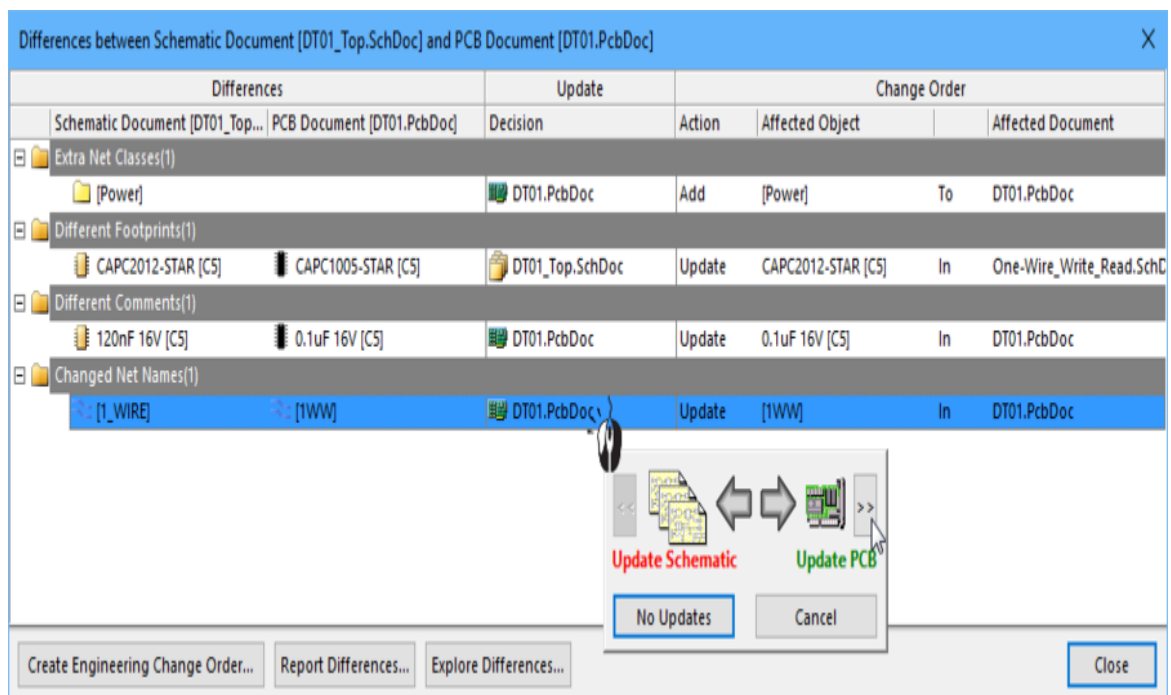 Differences between Schematic Document [DT01_Top.SchDoc] and PCB Document [DT01.PcbDoc] X
Differences Update Change Order
Schematic Document [DT01_Top... PCB Document [DT01.PcbDoc] Decision Action Affected Object Affected Document
Extra Net Classes(1)
[Power] DT01.PcbDoc Add [Power] To DT01.PcbDoc
Different Footprints(1)
CAPC2012-STAR [C5] CAPC1005-STAR [C5] DT01_Top.SchDoc Update CAPC2012-STAR [C5] In One-Wire_Write_Read.SchD
Different Comments(1)
120nF 16V [C5] 0.1uF 16V [C5] DT01.PcbDoc Update 0.1uF 16V [C5] In DT01.PcbDoc
Changed Net Names(1)
[1_WIRE] [1WW] DT01.PcbDoc Update [1WW] In DT01.PcbDoc
<< >>
Update Schematic Update PCB
No Updates Cancel
Create Engineering Change Order... Report Differences... Explore Differences... Close